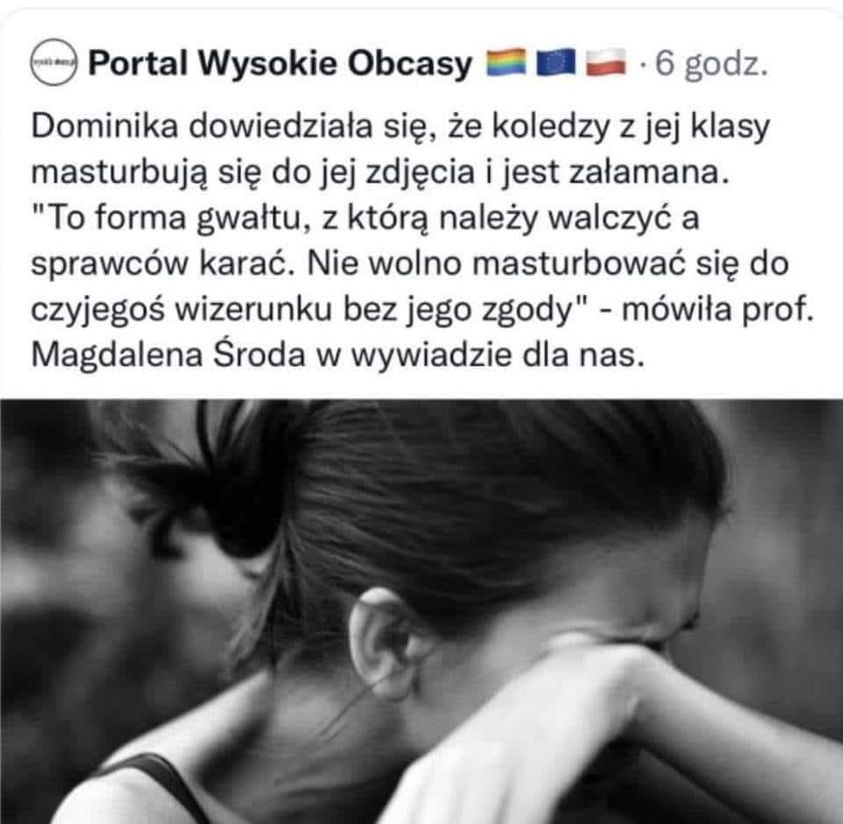 Portal Wysokie Obcasy 🏳️‍🌈 🇪🇺 🇵🇱 · 6 godz.
Dominika dowiedziała się, że koledzy z jej klasy
masturbują się do jej zdjęcia i jest załamana.
"To forma gwałtu, z którą należy walczyć a
sprawców karać. Nie wolno masturbować się do
czyjegoś wizerunku bez jego zgody" - mówiła prof.
Magdalena Środa w wywiadzie dla nas.